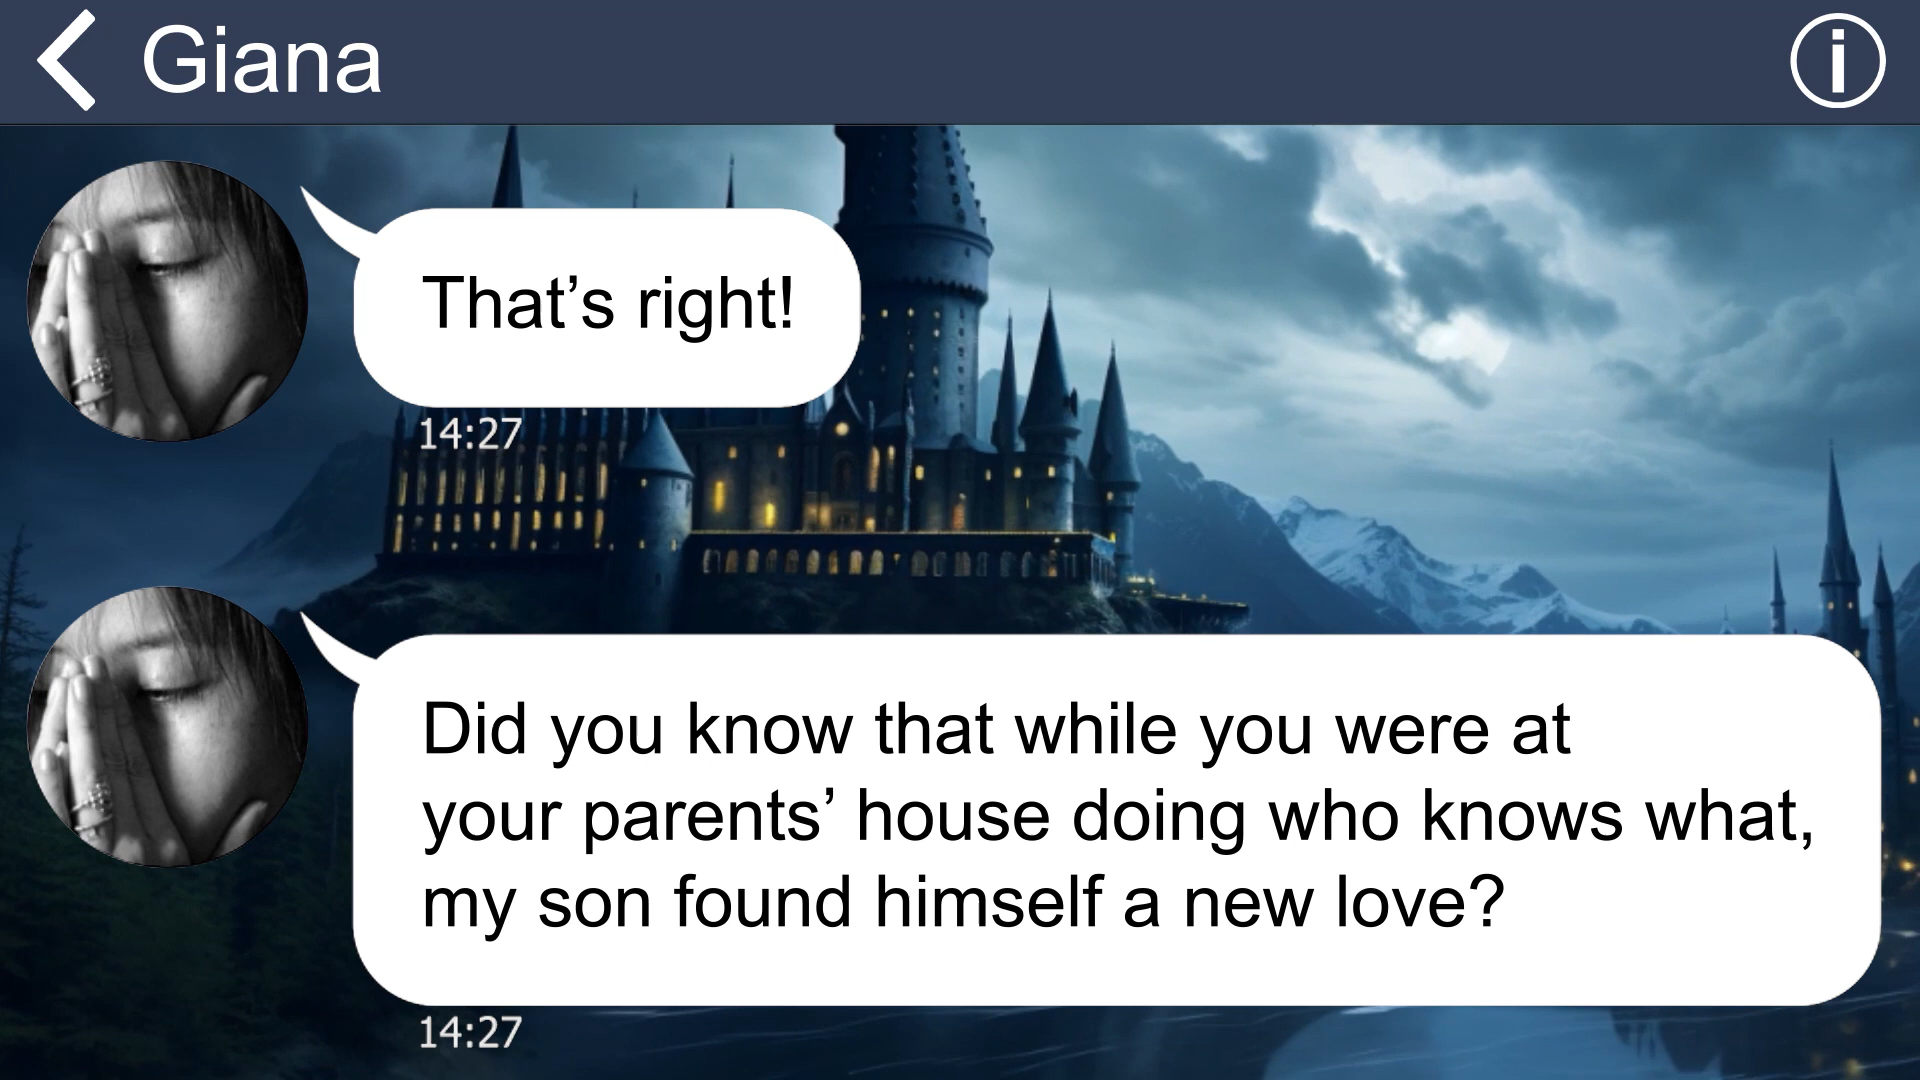 Giana
That’s right!
14:27
Did you know that while you were at
your parents’ house doing who knows what,
my son found himself a new love?
14:27